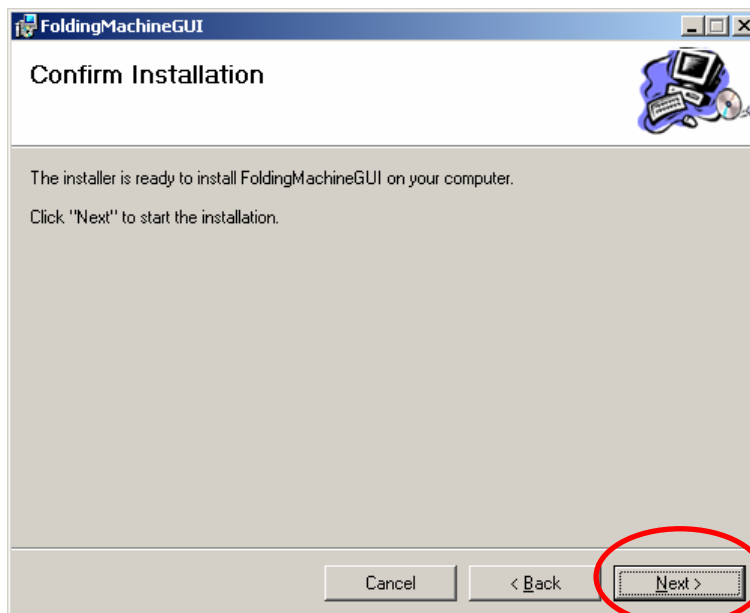 FoldingMachineGUI
Confirm Installation
The installer is ready to install FoldingMachineGUI on your computer.
Click "Next" to start the installation.
Cancel
< Back
Next >